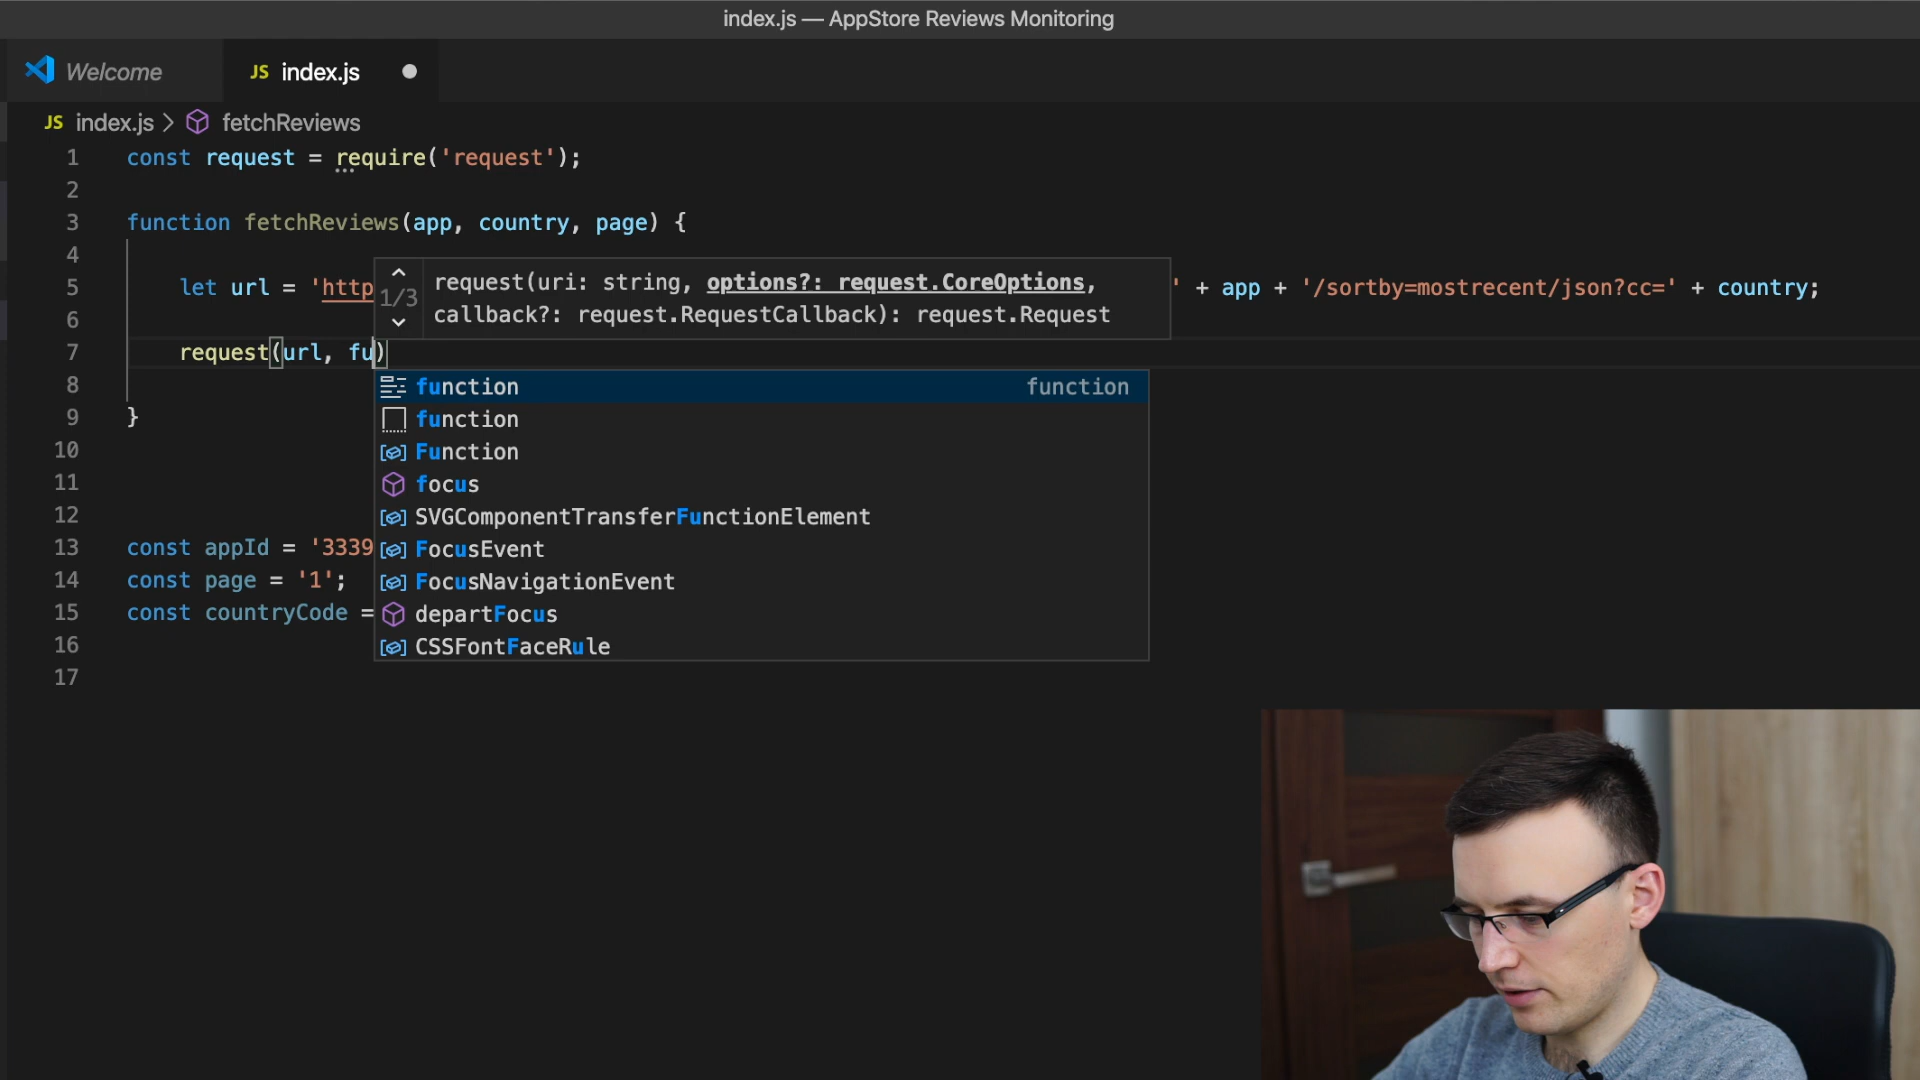 index.js — AppStore Reviews Monitoring
Welcome
JS index.js
JS index.js > fetchReviews
1 const request = require('request');
2
3 function fetchReviews(app, country, page) {
4
5 let url = 'http ' + app + '/sortby=mostrecent/json?cc=' + country;
1/3 request(uri: string, options?: request.CoreOptions,
callback?: request.RequestCallback): request.Request
6
7 request(url, fu)
8
9 }
10
11
12
13 const appId = '3339
14 const page = '1';
15 const countryCode =
16
17
function function
function
Function
focus
SVGComponentTransferFunctionElement
FocusEvent
FocusNavigationEvent
departFocus
CSSFontFaceRule